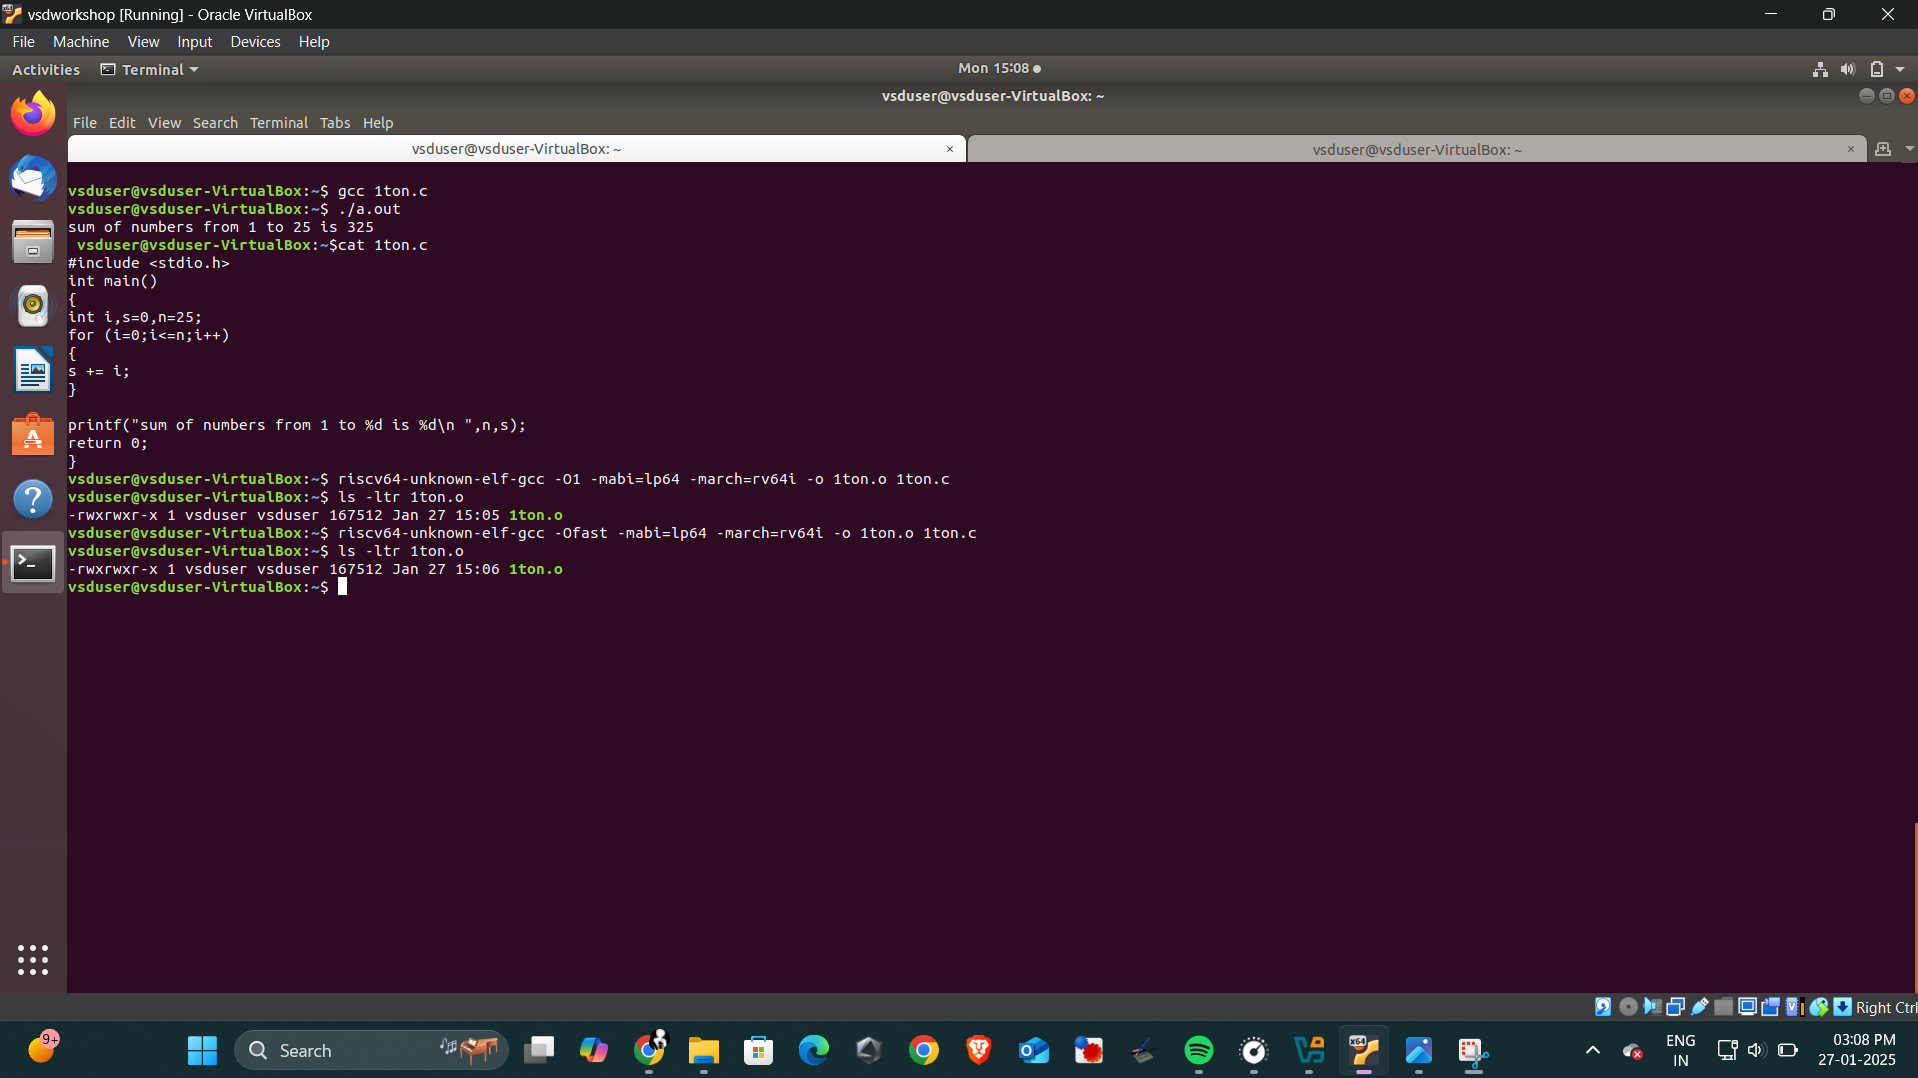 vsdworkshop [Running] - Oracle VirtualBox
File Machine View Input Devices Help
Activities Terminal Mon 15:08
vsduser@vsduser-VirtualBox: ~
File Edit View Search Terminal Tabs Help
vsduser@vsduser-VirtualBox: ~ × vsduser@vsduser-VirtualBox: ~ ×
vsduser@vsduser-VirtualBox:~$ gcc 1ton.c
vsduser@vsduser-VirtualBox:~$ ./a.out
sum of numbers from 1 to 25 is 325
vsduser@vsduser-VirtualBox:~$cat 1ton.c
#include <stdio.h>
int main()
{
int i,s=0,n=25;
for (i=0;i<=n;i++)
{
s += i;
}
printf("sum of numbers from 1 to %d is %d\n ",n,s);
return 0;
}
vsduser@vsduser-VirtualBox:~$ riscv64-unknown-elf-gcc -O1 -mabi=lp64 -march=rv64i -o 1ton.o 1ton.c
vsduser@vsduser-VirtualBox:~$ ls -ltr 1ton.o
-rwxrwxr-x 1 vsduser vsduser 167512 Jan 27 15:05 1ton.o
vsduser@vsduser-VirtualBox:~$ riscv64-unknown-elf-gcc -Ofast -mabi=lp64 -march=rv64i -o 1ton.o 1ton.c
vsduser@vsduser-VirtualBox:~$ ls -ltr 1ton.o
-rwxrwxr-x 1 vsduser vsduser 167512 Jan 27 15:06 1ton.o
vsduser@vsduser-VirtualBox:~$
Right Ctrl
9+
Search
ENG
IN
03:08 PM
27-01-2025